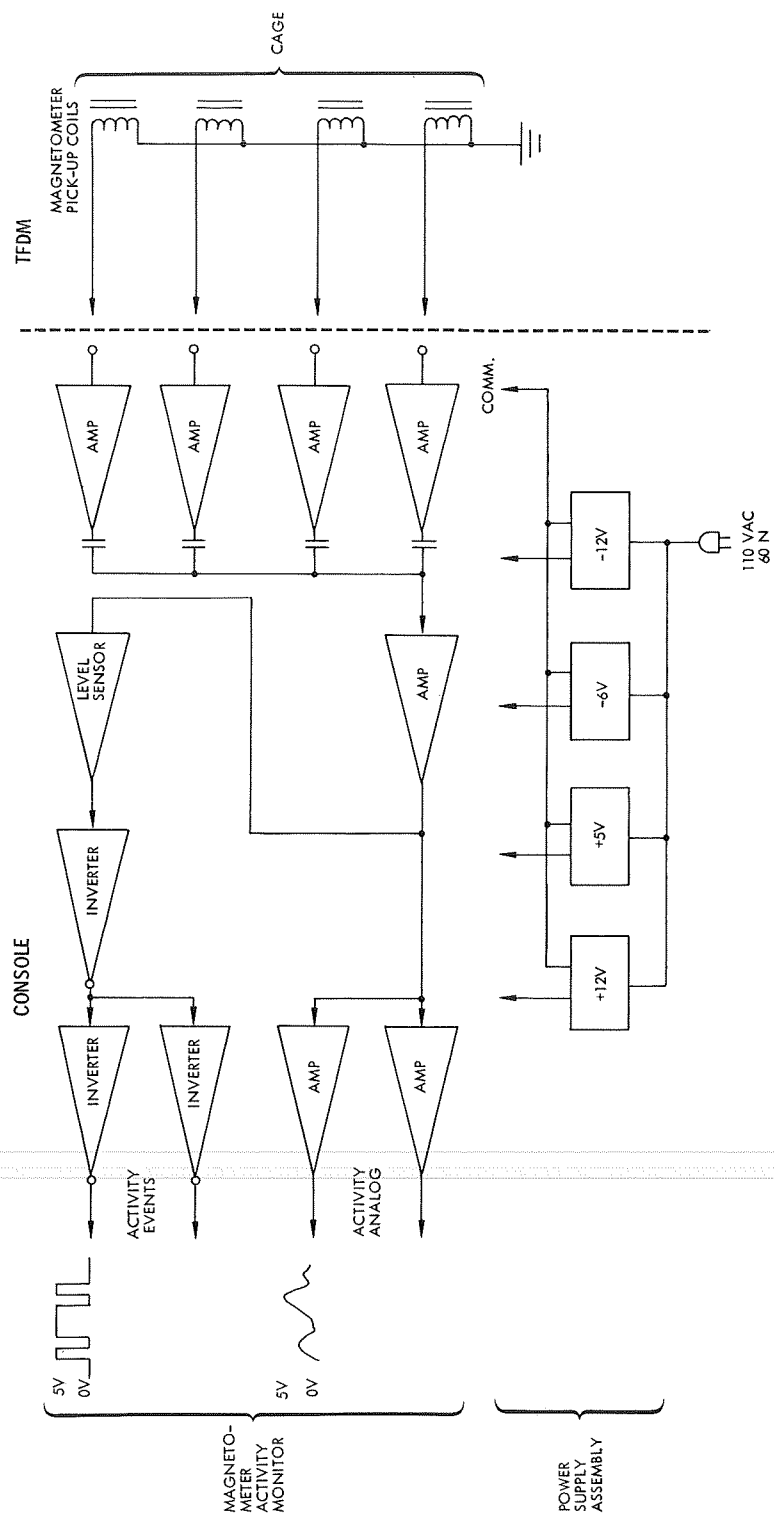 CONSOLE
TFDM
MAGNETO-
METER
ACTIVITY
MONITOR
5V
0V
ACTIVITY
EVENTS
INVERTER
INVERTER
INVERTER
LEVEL
SENSOR
AMP
AMP
AMP
AMP
MAGNETOMETER
PICK-UP COILS
CAGE
5V
0V
ACTIVITY
ANALOG
AMP
AMP
AMP
POWER
SUPPLY
ASSEMBLY
+12V
+5V
-6V
-12V
COMM.
110 VAC
60 N